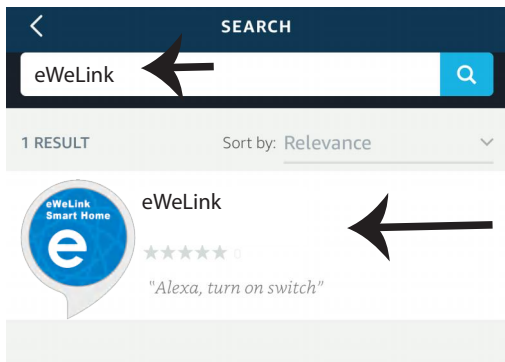 SEARCH
eWeLink
1 RESULT Sort by: Relevance
eWeLink
Smart Home
e
eWeLink
0
"Alexa, turn on switch"